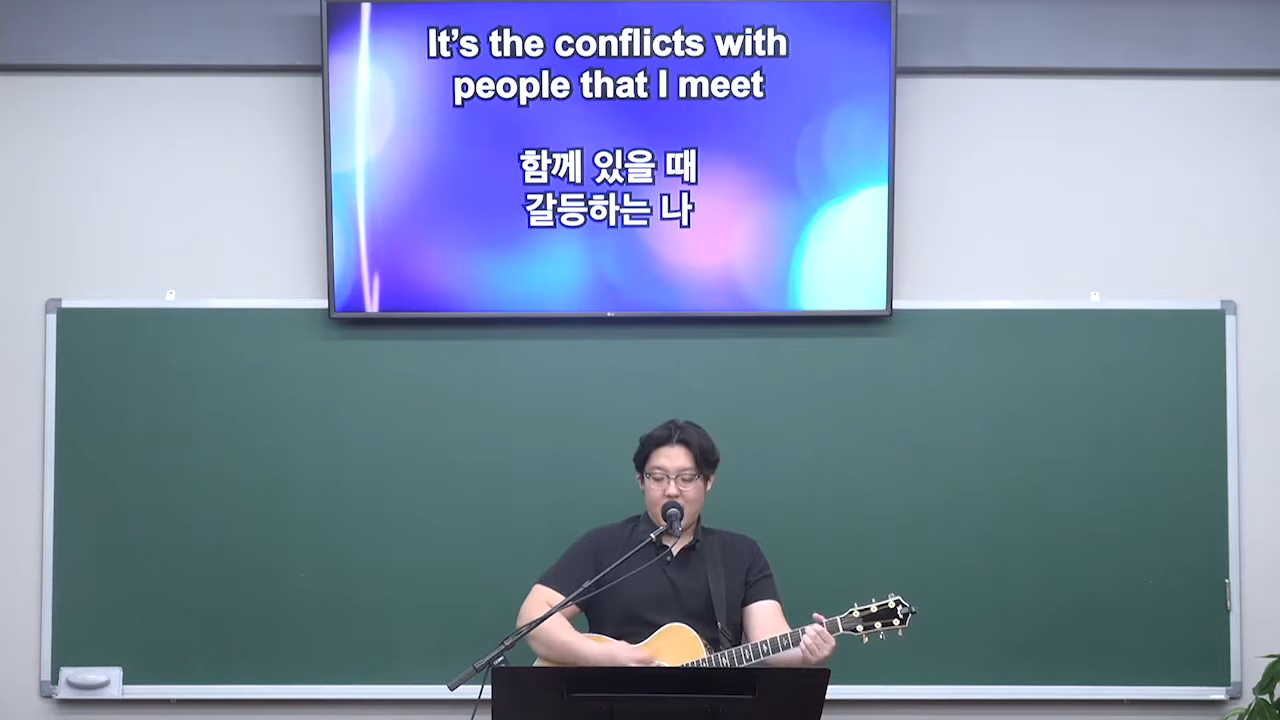 It's the conflicts with
people that I meet
함께 있을 때
갈등하는 나